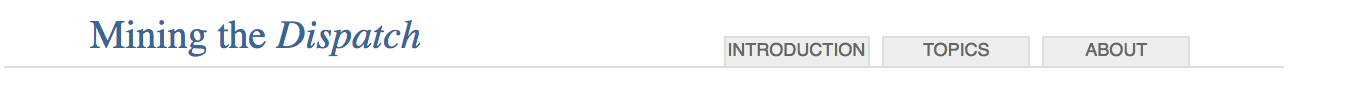 Mining the Dispatch
INTRODUCTION TOPICS ABOUT